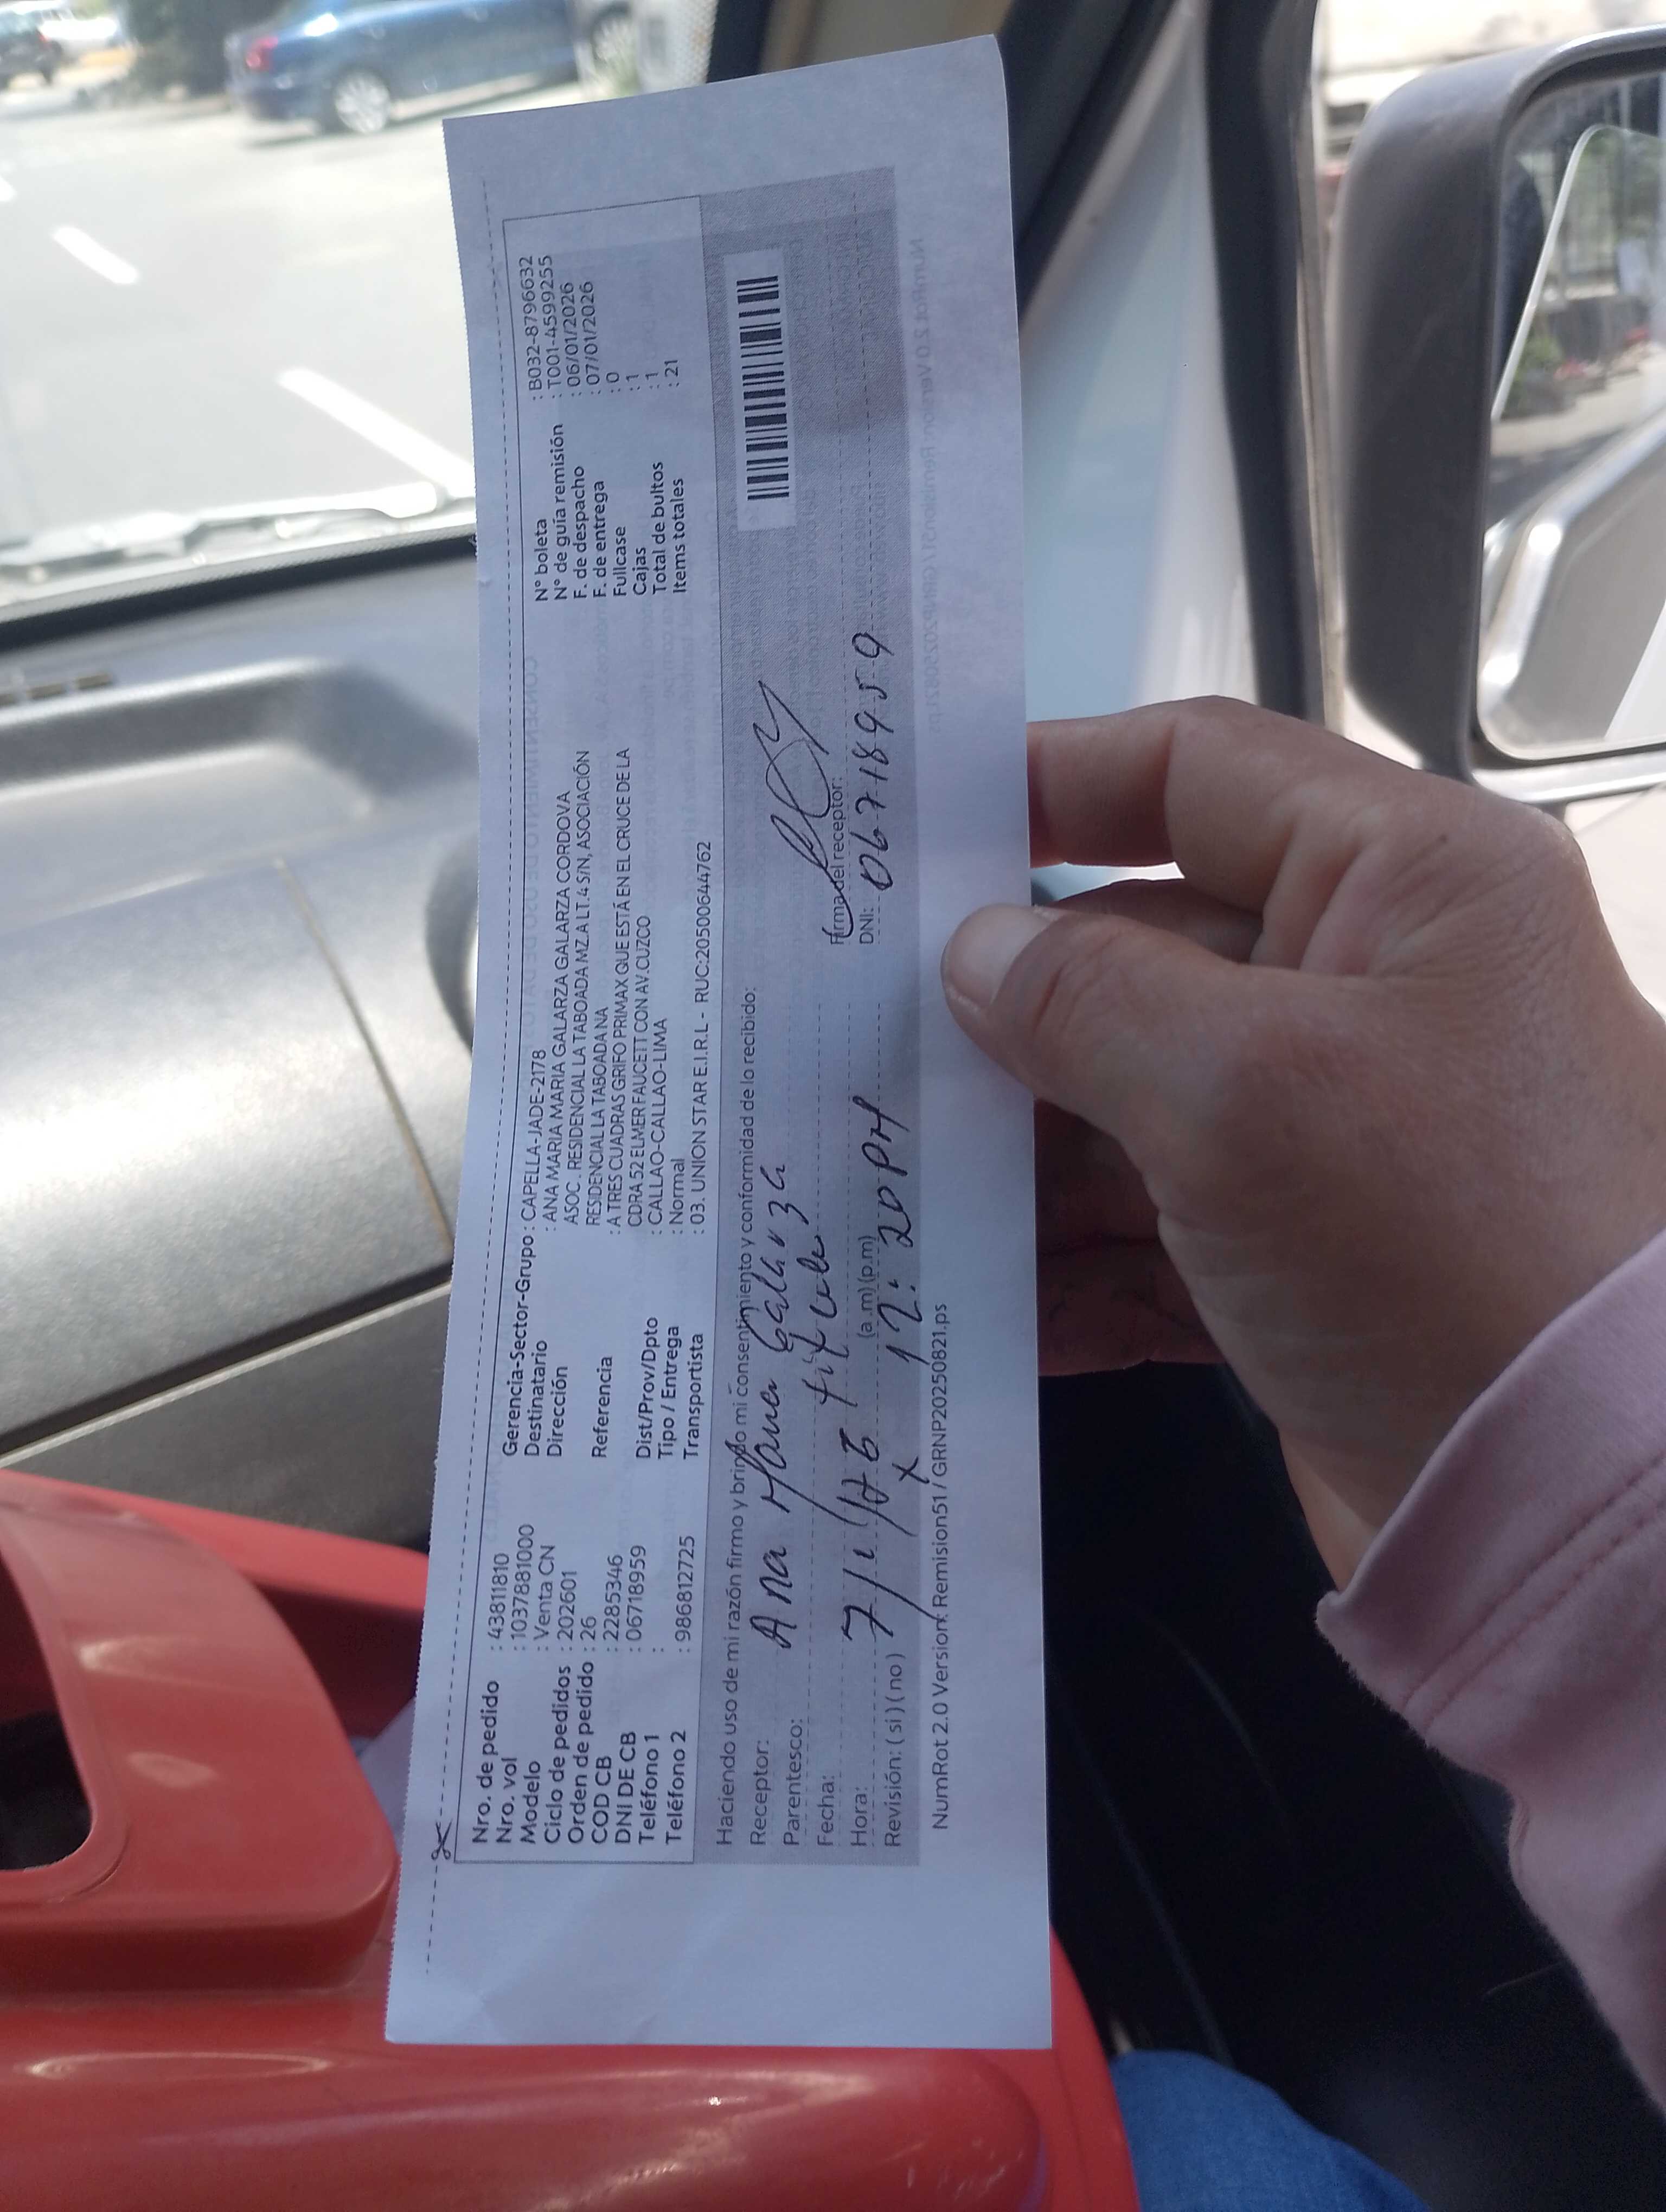 Nro. de pedido : 43811810
Nro. vol : 10378881000
Modelo : Venta CN
Ciclo de pedidos : 202601
Orden de pedido : 26
COD CB : 2285346
DNI DE CB : 06718959
Teléfono 1 :
Teléfono 2 : 986812725
Gerencia-Sector-Grupo : CAPELLA-JADE-2178
Destinatario : ANA MARIA MARIA GALARZA GALARZA CORDOVA
Dirección ASOC. RESIDENCIAL LA TABOADA MZ.A LT. 4 S/N, ASOCIACIÓN
RESIDENCIAL LA TABOADA NA
Referencia : A TRES CUADRAS GRIFO PRIMAX QUE ESTÁ EN EL CRUCE DE LA
CDRA 52 ELMER FAUCETT CON AV.CUZCO
Dist/Prov/Dpto : CALLAO-CALLAO-LIMA
Tipo / Entrega : Normal
Transportista : 03. UNION STAR E.I.R.L - RUC:20500644762
N° boleta : B032-8796632
N° de guía remisión : T001-4599255
F. de despacho : 06/01/2026
F. de entrega : 07/01/2026
Fullcase : 0
Cajas : 1
Total de bultos : 1
Items totales : 21
Haciendo uso de mi razón firmo y brindo mi consentimiento y conformidad de lo recibido:
Receptor: Ana Maria Galarza
Parentesco: titular
Fecha: 7/1/26
Hora: 12:20 PM (a.m) (p.m)
Revisión: ( si ) ( no ) x
Firma del receptor:
DNI: 06718959
NumRot 2.0 Version: Remision51 / GRNP20250821.ps